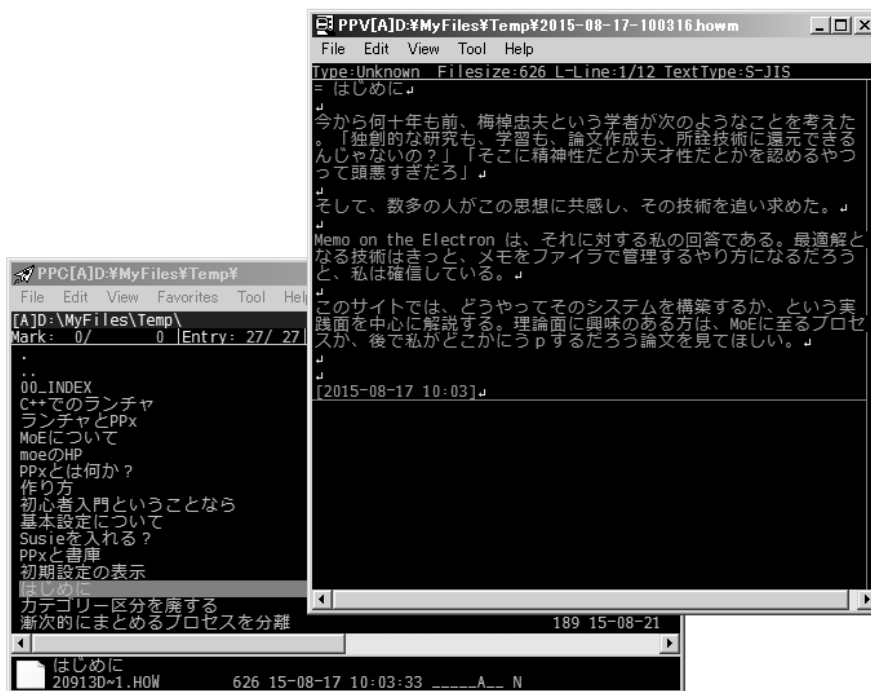 PPV[A]D:¥MyFiles¥Temp¥2015-08-17-100316.howm
File Edit View Tool Help
Type:Unknown Filesize:626 L-Line:1/12 TextType:S-JIS
= はじめに↲
↲
今から何十年も前、梅棹忠夫という学者が次のようなことを考えた
。「独創的な研究も、学習も、論文作成も、所詮技術に還元できる
んじゃないの？」「そこに精神性だとか天才性だとかを認めるやつ
って頭悪すぎだろ」↲
↲
そして、数多の人がこの思想に共感し、その技術を追い求めた。↲
↲
Memo on the Electron は、それに対する私の回答である。最適解と
なる技術はきっと、メモをファイラで管理するやり方になるだろう
と、私は確信している。↲
↲
このサイトでは、どうやってそのシステムを構築するか、という実
践面を中心に解説する。理論面に興味のある方は、MoEに至るプロセ
スか、後で私がどこかにうｐするだろう論文を見てほしい。↲
↲
↲
[2015-08-17 10:03]↲
PPC[A]D:¥MyFiles¥Temp¥
File Edit View Favorites Tool Hel
[A]D:\MyFiles\Temp\
Mark: 0/ 0 |Entry: 27/ 27
.
..
00_INDEX
C++でのランチャ
ランチャとPPx
MoEについて
moeのHP
PPxとは何か？
作り方
初心者入門ということなら
基本設定について
Susieを入れる？
PPxと書庫
初期設定の表示
はじめに
カテゴリー区分を廃する
漸次的にまとめるプロセスを分離 189 15-08-21
はじめに
20913D~1.HOW 626 15-08-17 10:03:33 _____A__ N